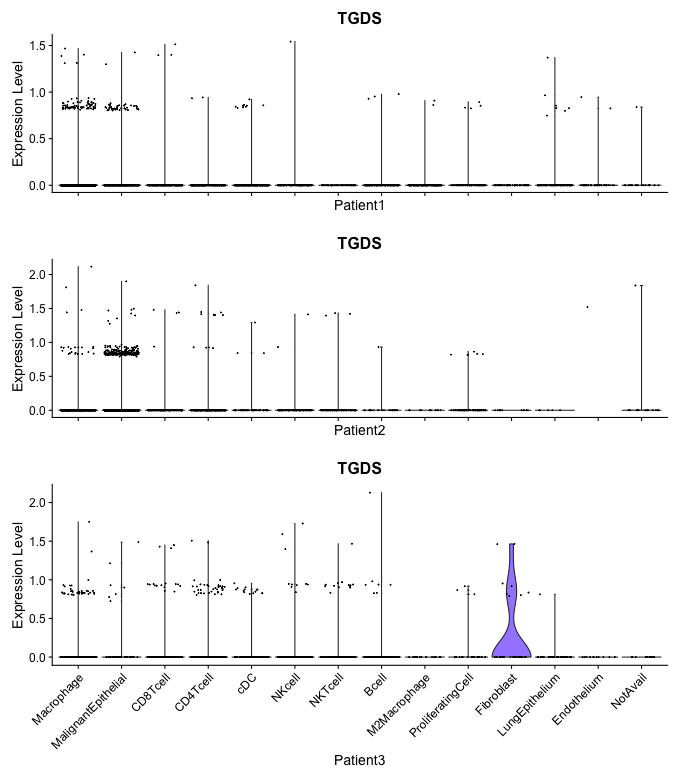 TGDS
Expression Level
1.5
1.0
0.5
0.0
Patient1
TGDS
Expression Level
2.0
1.5
1.0
0.5
0.0
Patient2
TGDS
Expression Level
2.0
1.5
1.0
0.5
0.0
Macrophage
MalignantEpithelial
CD8Tcell
CD4Tcell
cDC
NKcell
NKTcell
Bcell
M2Macrophage
ProliferatingCell
Fibroblast
LungEpithelium
Endothelium
NotAvail
Patient3